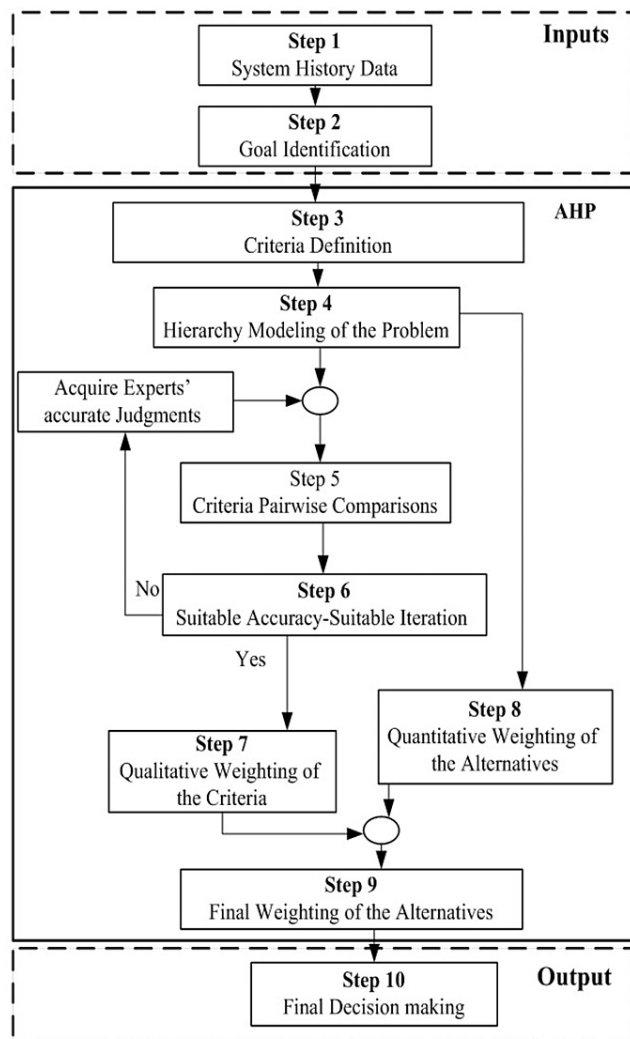 Inputs
Step 1
System History Data
Step 2
Goal Identification
AHP
Step 3
Criteria Definition
Step 4
Hierarchy Modeling of the Problem
Acquire Experts’
accurate Judgments
Step 5
Criteria Pairwise Comparisons
No
Step 6
Suitable Accuracy-Suitable Iteration
Yes
Step 7
Qualitative Weighting of
the Criteria
Step 8
Quantitative Weighting of
the Alternatives
Step 9
Final Weighting of the Alternatives
Output
Step 10
Final Decision making